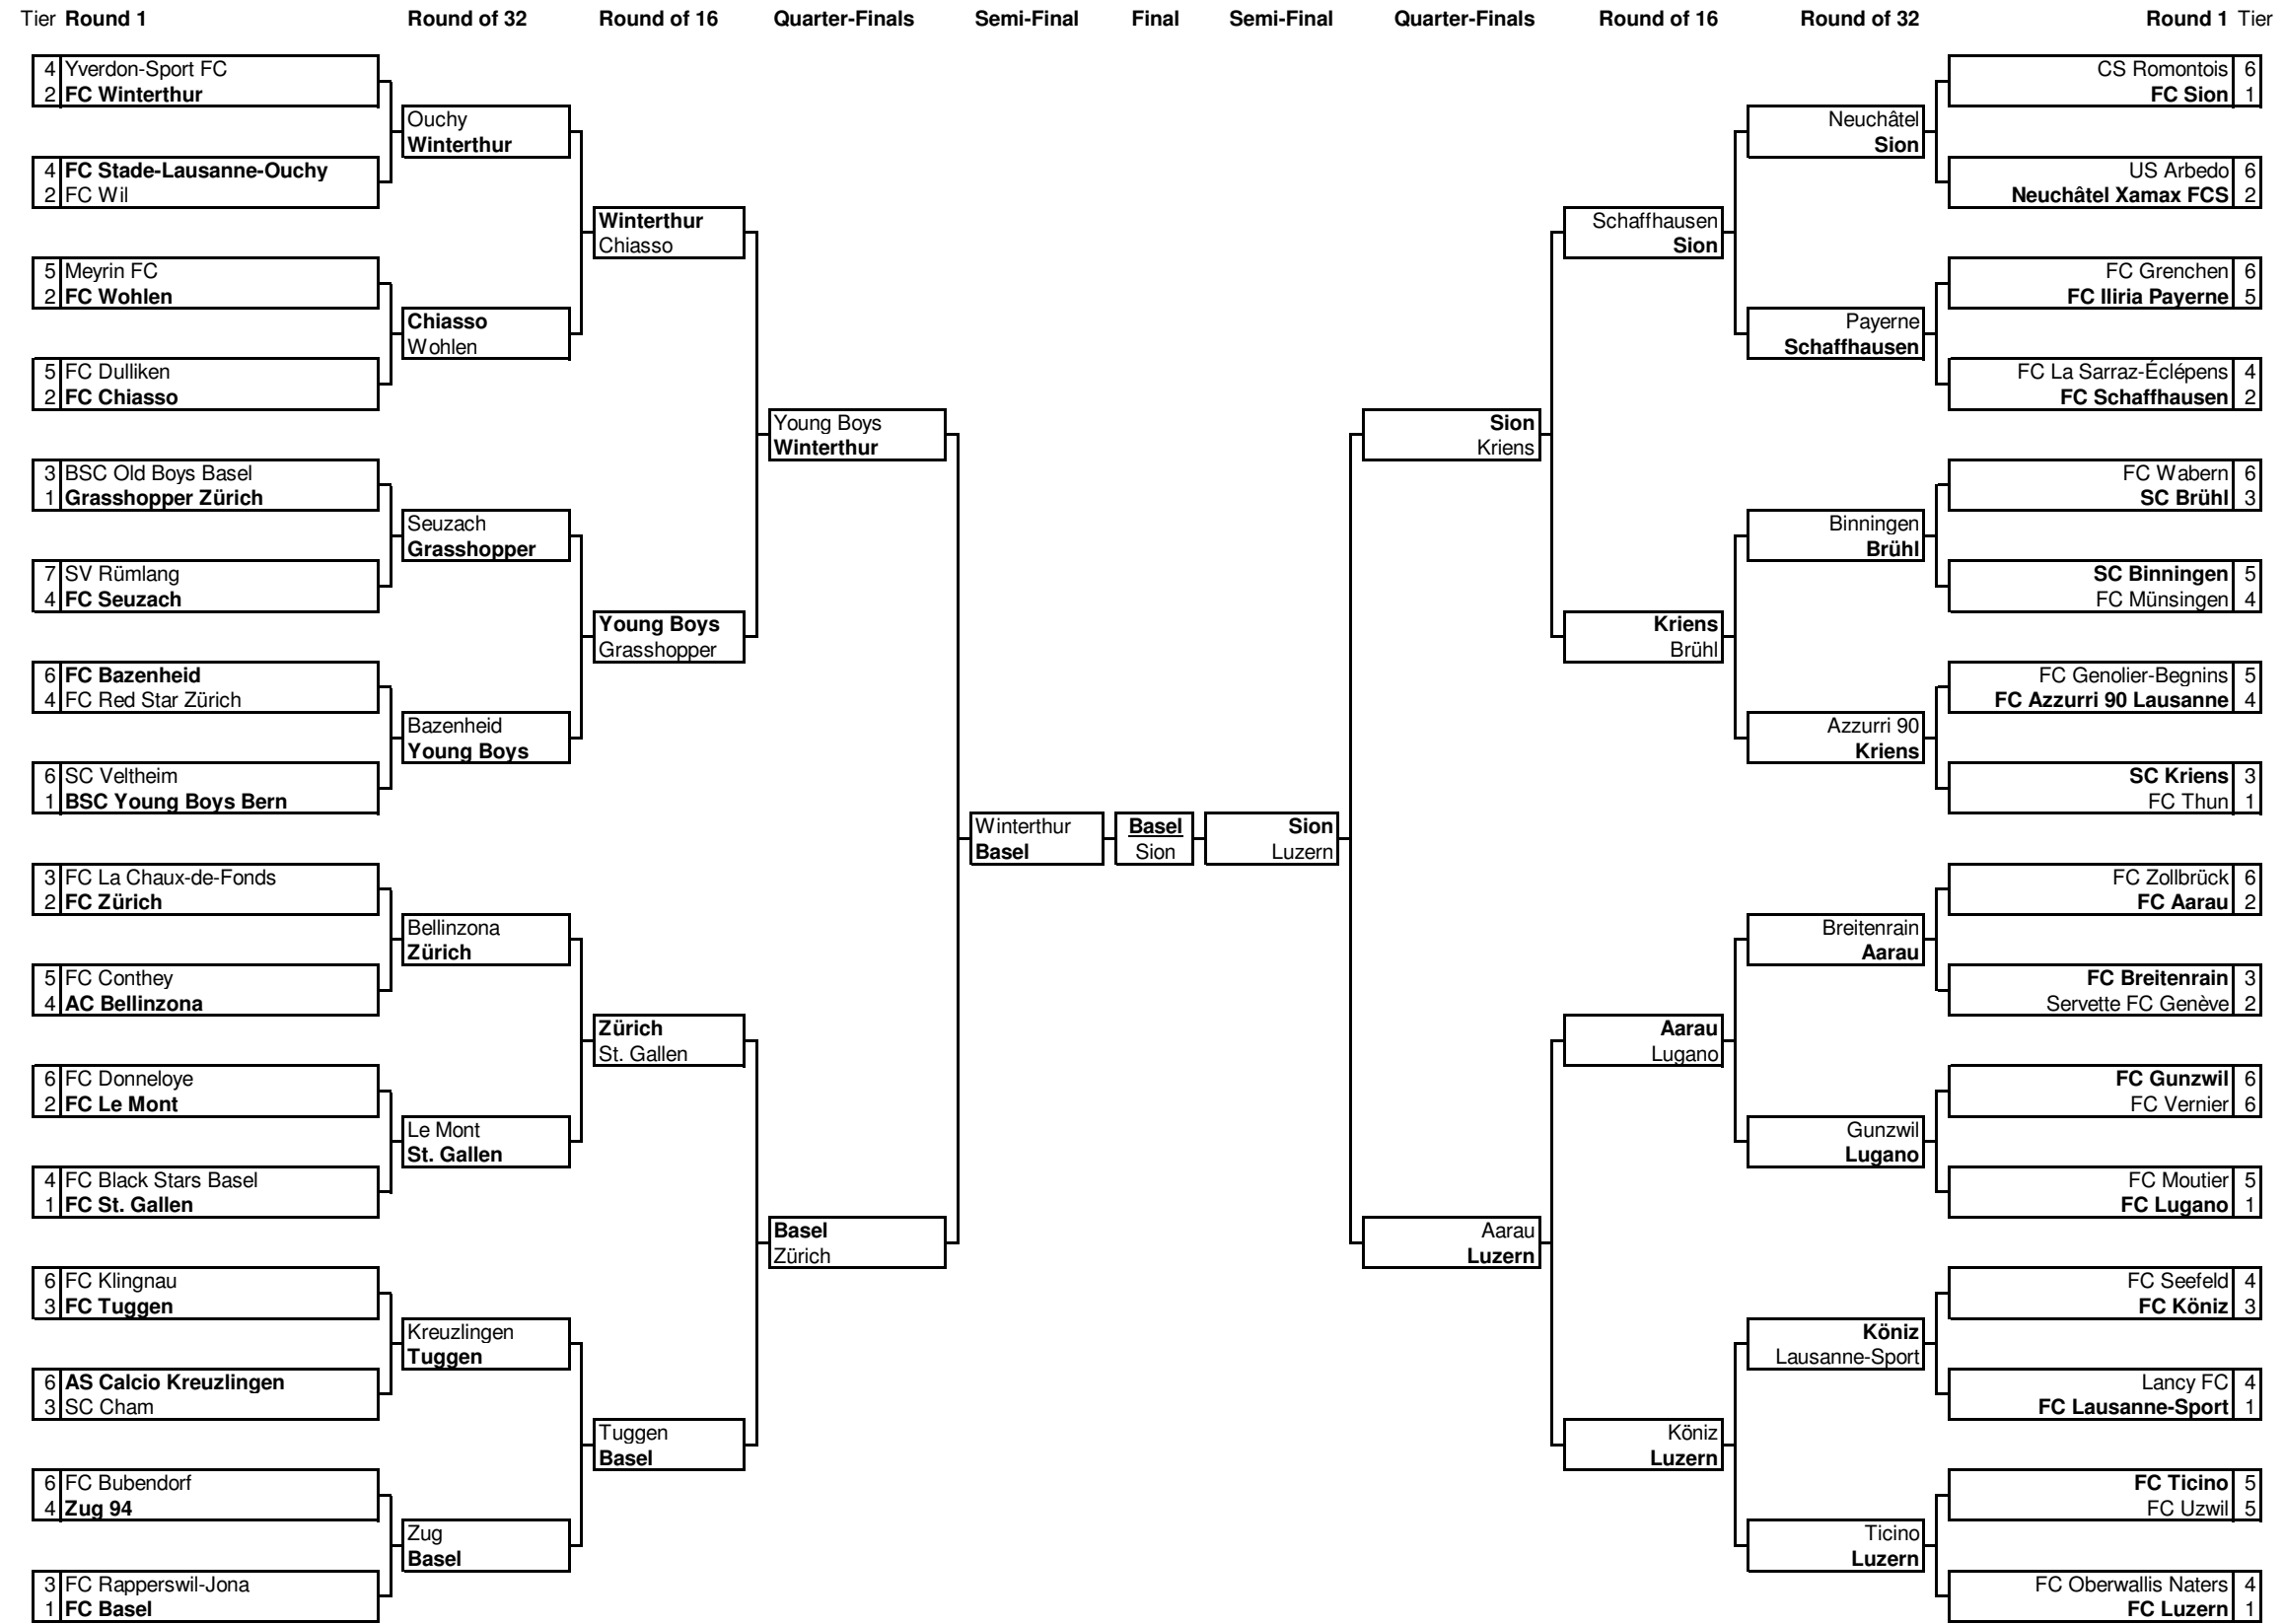 Tier Round 1 Round of 32 Round of 16 Quarter-Finals Semi-Final Final Semi-Final Quarter-Finals Round of 16 Round of 32 Round 1 Tier
4 Yverdon-Sport FC
2 FC Winterthur
4 FC Stade-Lausanne-Ouchy
2 FC Wil
5 Meyrin FC
2 FC Wohlen
5 FC Dulliken
2 FC Chiasso
3 BSC Old Boys Basel
1 Grasshopper Zürich
7 SV Rümlang
4 FC Seuzach
6 FC Bazenheid
4 FC Red Star Zürich
6 SC Veltheim
1 BSC Young Boys Bern
3 FC La Chaux-de-Fonds
2 FC Zürich
5 FC Conthey
4 AC Bellinzona
6 FC Donneloye
2 FC Le Mont
4 FC Black Stars Basel
1 FC St. Gallen
6 FC Klingnau
3 FC Tuggen
6 AS Calcio Kreuzlingen
3 SC Cham
6 FC Bubendorf
4 Zug 94
3 FC Rapperswil-Jona
1 FC Basel
Ouchy
Winterthur
Chiasso
Wohlen
Seuzach
Grasshopper
Bazenheid
Young Boys
Bellinzona
Zürich
Le Mont
St. Gallen
Kreuzlingen
Tuggen
Zug
Basel
Winterthur
Chiasso
Young Boys
Grasshopper
Zürich
St. Gallen
Tuggen
Basel
Young Boys
Winterthur
Basel
Zürich
Winterthur
Basel
Basel
Sion
Sion
Luzern
Sion
Kriens
Aarau
Luzern
Schaffhausen
Sion
Kriens
Brühl
Aarau
Lugano
Köniz
Luzern
Neuchâtel
Sion
Payerne
Schaffhausen
Binningen
Brühl
Azzurri 90
Kriens
Breitenrain
Aarau
Gunzwil
Lugano
Köniz
Lausanne-Sport
Ticino
Luzern
CS Romontois 6
FC Sion 1
US Arbedo 6
Neuchâtel Xamax FCS 2
FC Grenchen 6
FC Iliria Payerne 5
FC La Sarraz-Éclépens 4
FC Schaffhausen 2
FC Wabern 6
SC Brühl 3
SC Binningen 5
FC Münsingen 4
FC Genolier-Begnins 5
FC Azzurri 90 Lausanne 4
SC Kriens 3
FC Thun 1
FC Zollbrück 6
FC Aarau 2
FC Breitenrain 3
Servette FC Genève 2
FC Gunzwil 6
FC Vernier 6
FC Moutier 5
FC Lugano 1
FC Seefeld 4
FC Köniz 3
Lancy FC 4
FC Lausanne-Sport 1
FC Ticino 5
FC Uzwil 5
FC Oberwallis Naters 4
FC Luzern 1